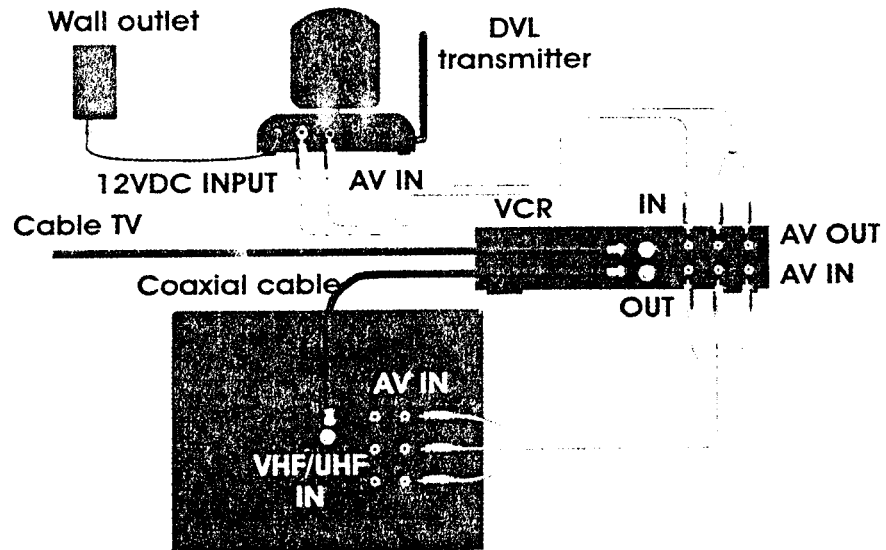 Wall outlet
DVL
transmitter
12VDC INPUT
AV IN
Cable TV
VCR
IN
AV OUT
AV IN
Coaxial cable
OUT
AV IN
VHF/UHF
IN